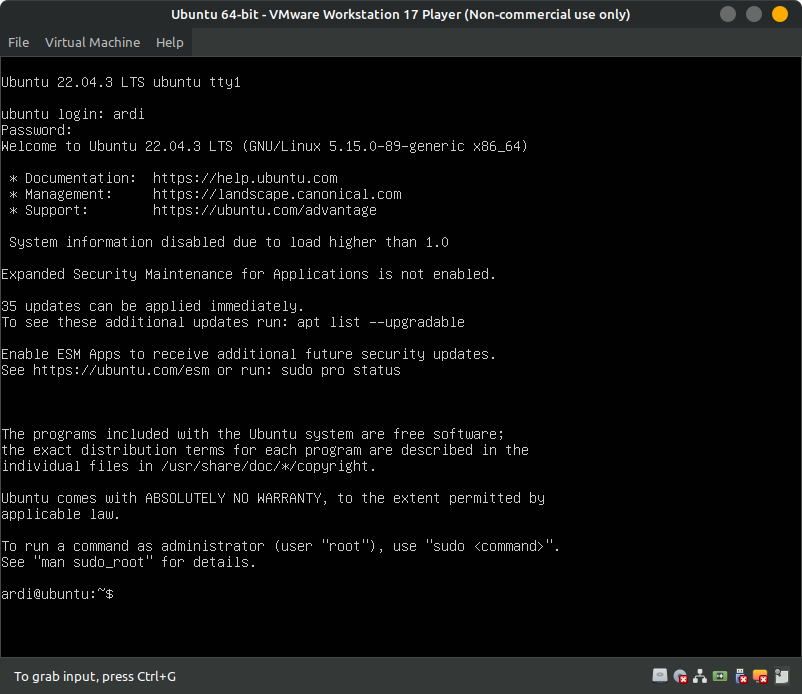 Ubuntu 64-bit - VMware Workstation 17 Player (Non-commercial use only)
File Virtual Machine Help
Ubuntu 22.04.3 LTS ubuntu tty1
ubuntu login: ardi
Password:
Welcome to Ubuntu 22.04.3 LTS (GNU/Linux 5.15.0-89-generic x86_64)
* Documentation: https://help.ubuntu.com
* Management: https://landscape.canonical.com
* Support: https://ubuntu.com/advantage
System information disabled due to load higher than 1.0
Expanded Security Maintenance for Applications is not enabled.
35 updates can be applied immediately.
To see these additional updates run: apt list --upgradable
Enable ESM Apps to receive additional future security updates.
See https://ubuntu.com/esm or run: sudo pro status
The programs included with the Ubuntu system are free software;
the exact distribution terms for each program are described in the
individual files in /usr/share/doc/*/copyright.
Ubuntu comes with ABSOLUTELY NO WARRANTY, to the extent permitted by
applicable law.
To run a command as administrator (user "root"), use "sudo <command>".
See "man sudo_root" for details.
ardi@ubuntu:~$
To grab input, press Ctrl+G